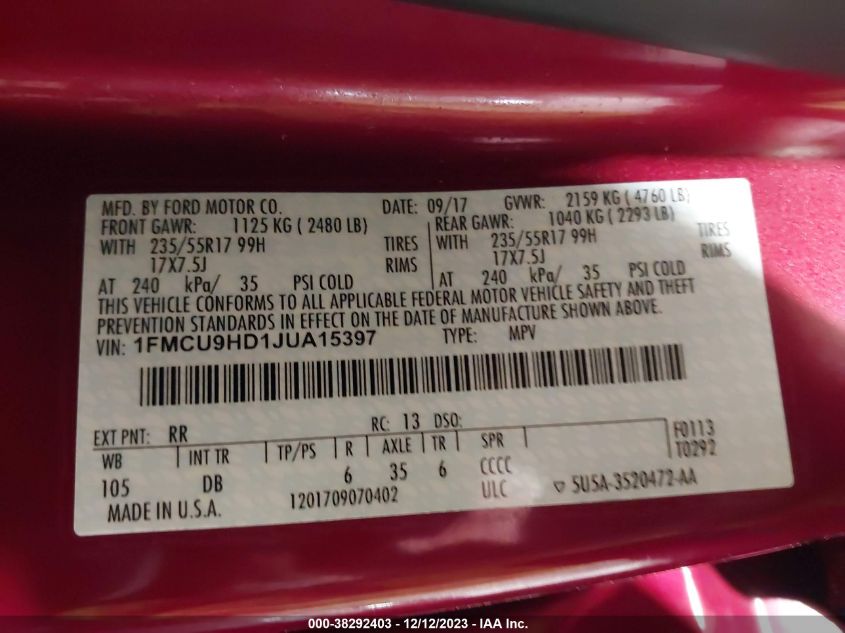 MFD. BY FORD MOTOR CO. DATE: 09/17 GVWR: 2159 KG ( 4760 LB)
FRONT GAWR: 1125 KG ( 2480 LB) REAR GAWR: 1040 KG ( 2293 LB)
WITH 235/55R17 99H TIRES WITH 235/55R17 99H TIRES
17X7.5J RIMS 17X7.5J RIMS
AT 240 kPa/ 35 PSI COLD AT 240 kPa/ 35 PSI COLD
THIS VEHICLE CONFORMS TO ALL APPLICABLE FEDERAL MOTOR VEHICLE SAFETY AND THEFT
PREVENTION STANDARDS IN EFFECT ON THE DATE OF MANUFACTURE SHOWN ABOVE.
VIN: 1FMCU9HD1JUA15397 TYPE: MPV
EXT PNT: RR RC: 13 DSO: F0113
WB INT TR TP/PS R AXLE TR SPR T0292
105 DB 6 35 6 CCCC
MADE IN U.S.A. 1201709070402 ULC ▽ 5U5A-3520472-AA
000-38292403 - 12/12/2023 - IAA Inc.